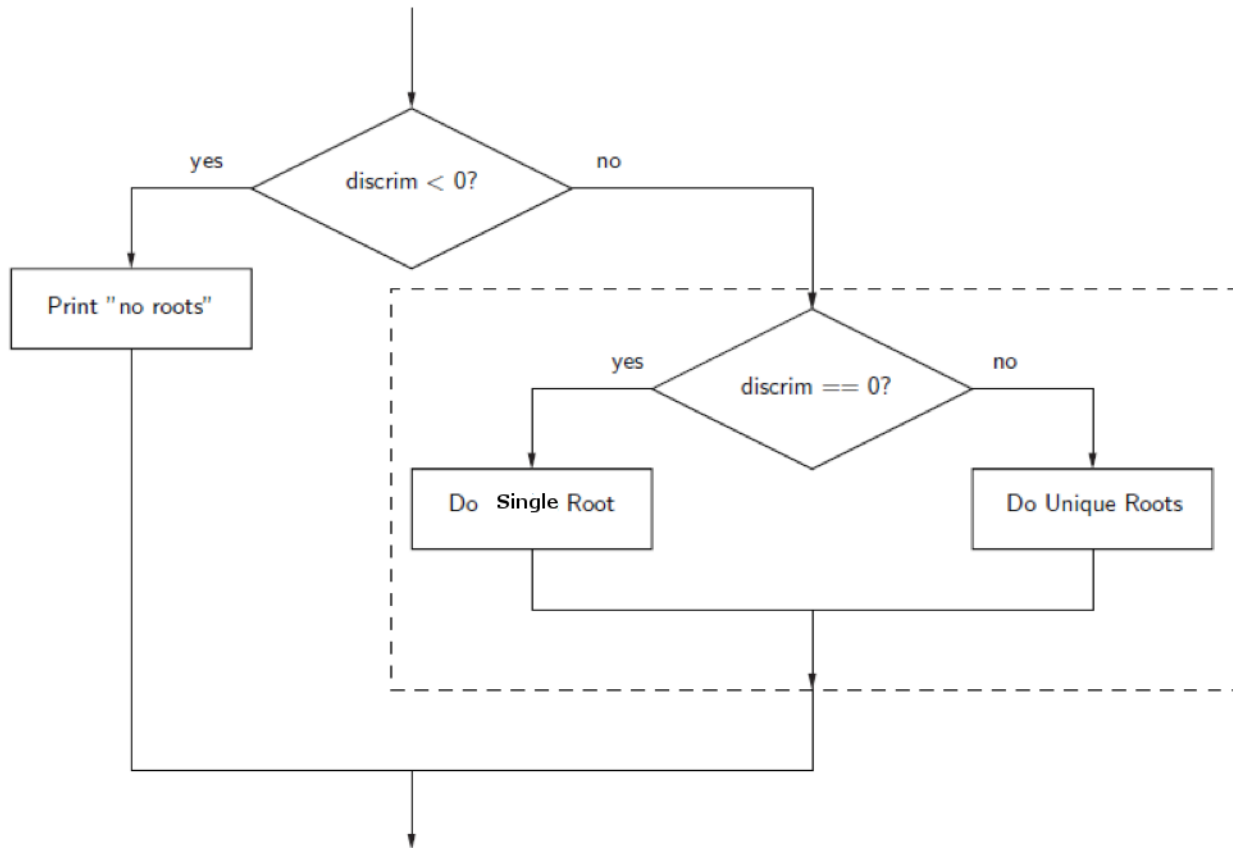 yes
no
discrim < 0?
Print "no roots"
yes
no
discrim == 0?
Do Single Root
Do Unique Roots